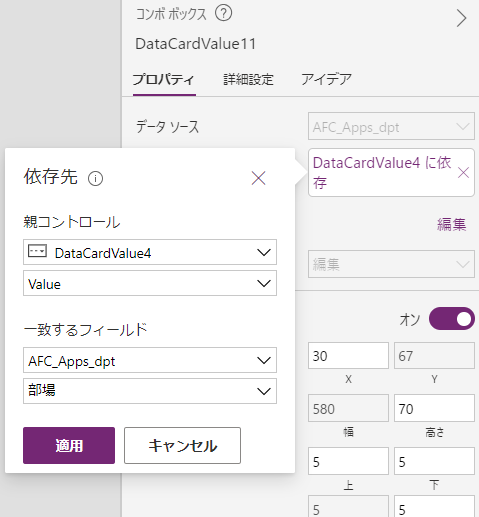 コンボ ボックス
DataCardValue11
プロパティ 詳細設定 アイデア
データ ソース AFC_Apps_dpt
DataCardValue4 に依
存
編集
編集
依存先
親コントロール
DataCardValue4
Value
一致するフィールド
AFC_Apps_dpt
部場
適用 キャンセル
オン
30 67
X Y
580 70
幅 高さ
5 5
上 下
5 5